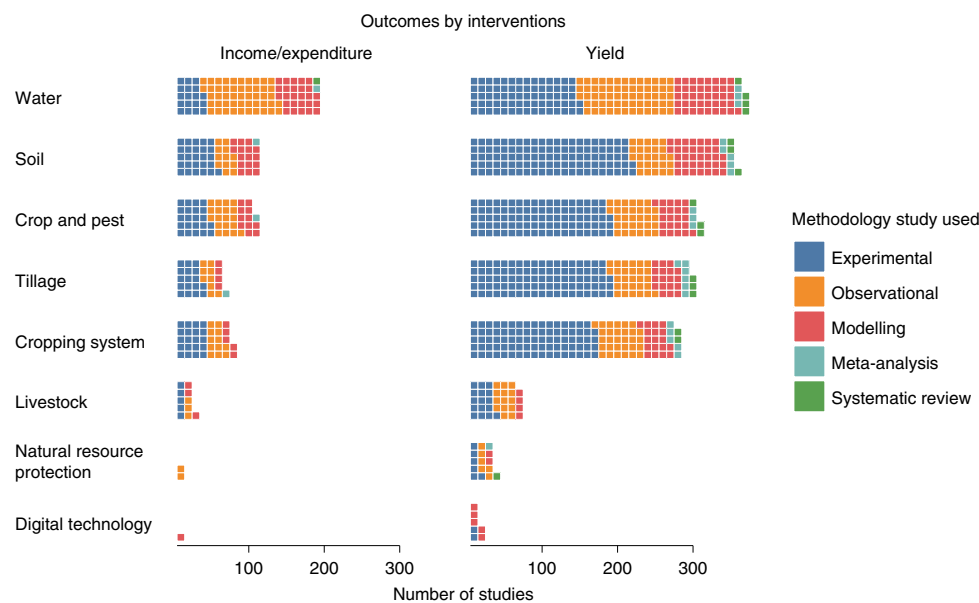 Outcomes by interventions
Income/expenditure
Yield
Water
Soil
Crop and pest
Tillage
Cropping system
Livestock
Natural resource
protection
Digital technology
100
200
300
100
200
300
Number of studies
Methodology study used
Experimental
Observational
Modelling
Meta-analysis
Systematic review